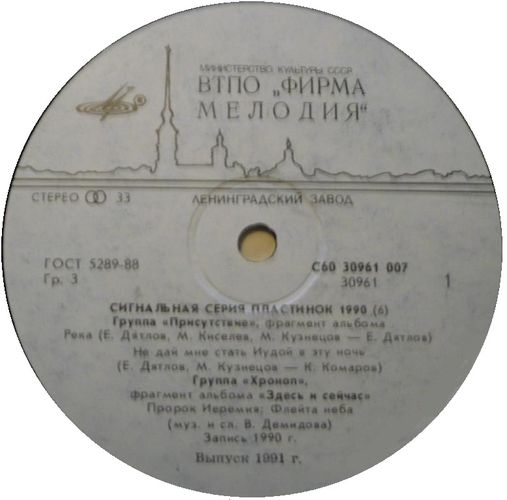 МИНИСТЕРСТВО КУЛЬТУРЫ СССР
ВТПО „ФИРМА
МЕЛОДИЯ"
СТЕРЕО 33
ЛЕНИНГРАДСКИЙ ЗАВОД
ГОСТ 5289-88
Гр. 3
С60 30961 007
30961
1
СИГНАЛЬНАЯ СЕРИЯ ПЛАСТИНОК 1990 (6)
Группа «Присутствие», фрагмент альбома
Река (Е. Дятлов, М. Киселев, М. Кузнецов — Е. Дятлов)
Не дай мне стать Иудой в эту ночь
(Е. Дятлов, М. Кузнецов — К. Комаров)
Группа «Хроноп»,
фрагмент альбома «Здесь и сейчас»
Пророк Иеремия; Флейта неба
(муз. и сл. В. Демидова)
Запись 1990 г.
Выпуск 1991 г.